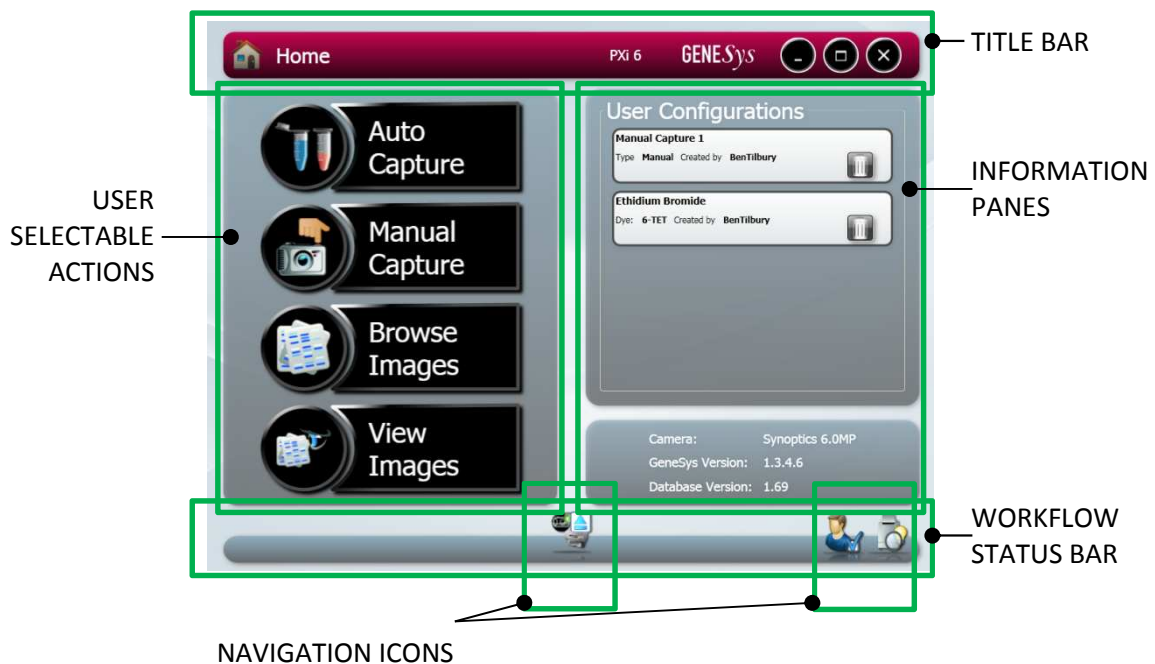 TITLE BAR
Home
PXi 6
GENESys
USER
SELECTABLE
ACTIONS
Auto
Capture
Manual
Capture
Browse
Images
View
Images
User Configurations
Manual Capture 1
Type Manual Created by BenTilbury
Ethidium Bromide
Dye: 6-TET Created by BenTilbury
INFORMATION
PANES
Camera: Synoptics 6.0MP
GeneSys Version: 1.3.4.6
Database Version: 1.69
WORKFLOW
STATUS BAR
NAVIGATION ICONS